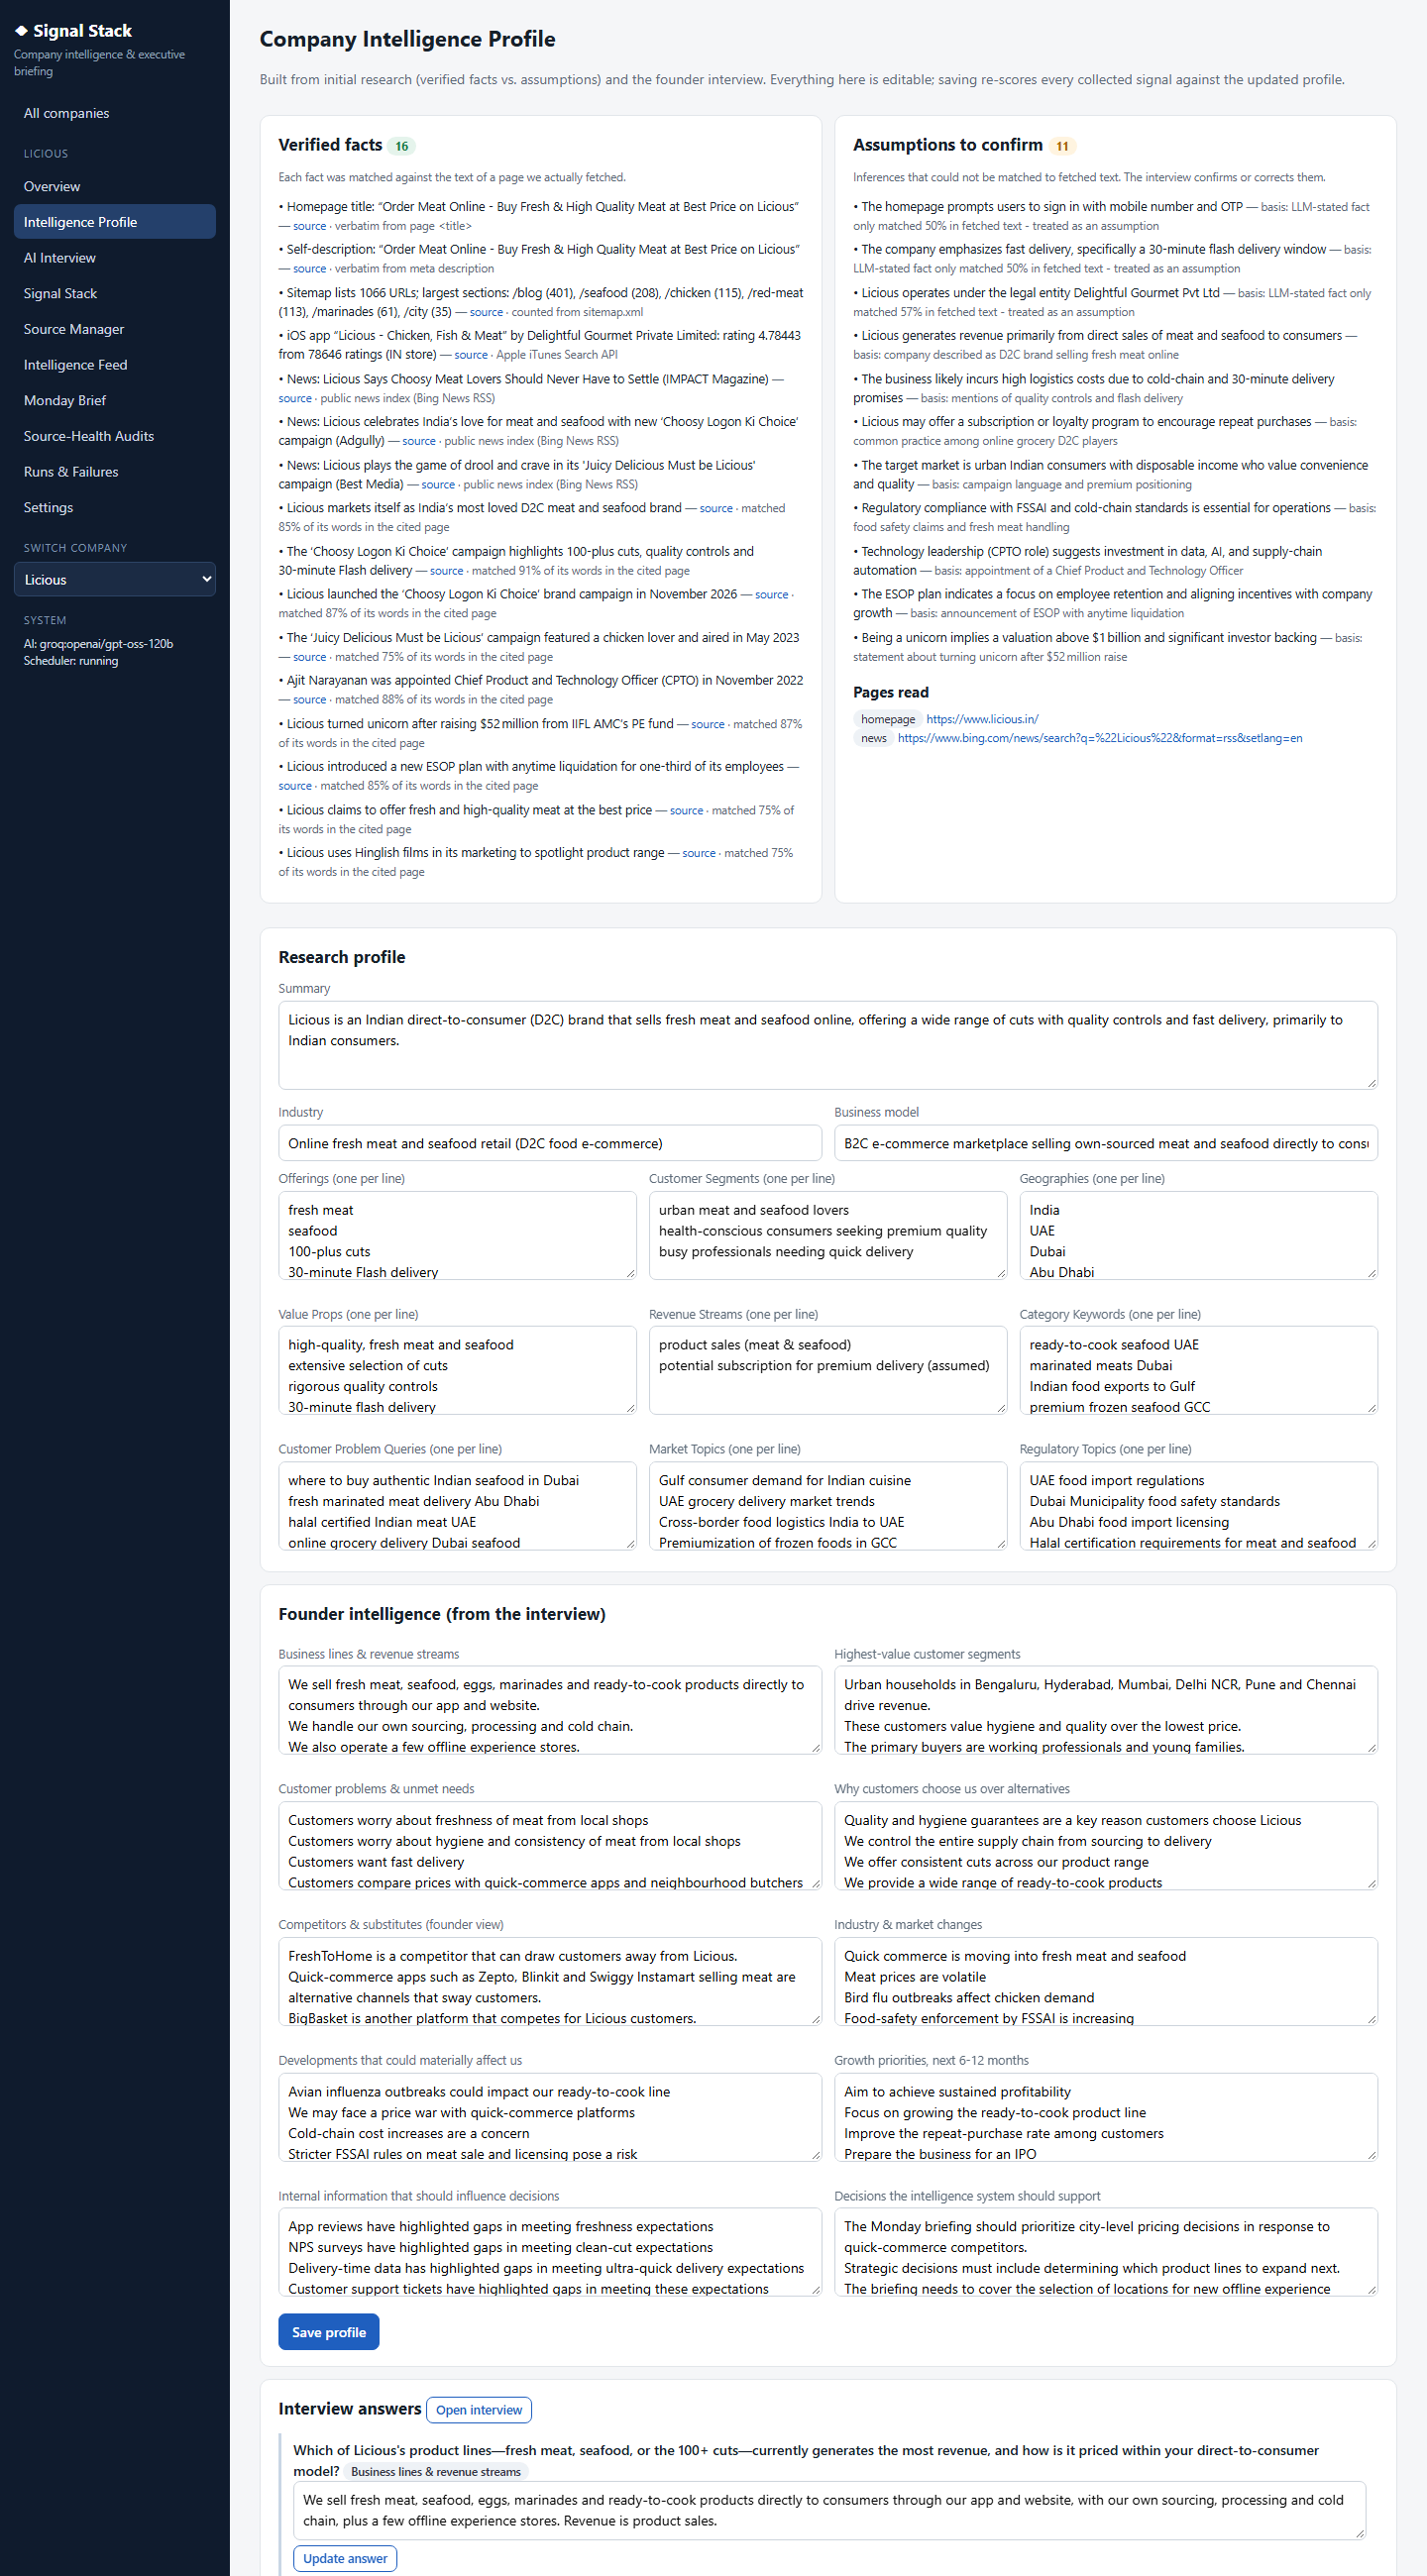 Signal Stack
Company intelligence & executive
briefing
All companies
LICIOUS
Overview
Intelligence Profile
AI Interview
Signal Stack
Source Manager
Intelligence Feed
Monday Brief
Source-Health Audits
Runs & Failures
Settings
SWITCH COMPANY
Licious
SYSTEM
AI: groq:openai/gpt-oss-120b
Scheduler: running
Company Intelligence Profile
Built from initial research (verified facts vs. assumptions) and the founder interview. Everything here is editable; saving re-scores every collected signal against the updated profile.
Verified facts 16
Each fact was matched against the text of a page we actually fetched.
• Homepage title: “Order Meat Online - Buy Fresh & High Quality Meat at Best Price on Licious”
— source · verbatim from page <title>
• Self-description: “Order Meat Online - Buy Fresh & High Quality Meat at Best Price on Licious”
— source · verbatim from meta description
• Sitemap lists 1066 URLs; largest sections: /blog (401), /seafood (208), /chicken (115), /red-meat
(113), /marinades (61), /city (35) — source · counted from sitemap.xml
• iOS app “Licious - Chicken, Fish & Meat” by Delightful Gourmet Private Limited: rating 4.78443
from 78646 ratings (IN store) — source · Apple iTunes Search API
• News: Licious Says Choosy Meat Lovers Should Never Have to Settle (IMPACT Magazine) —
source · public news index (Bing News RSS)
• News: Licious celebrates India’s love for meat and seafood with new ‘Choosy Logon Ki Choice’
campaign (Adgully) — source · public news index (Bing News RSS)
• News: Licious plays the game of drool and crave in its 'Juicy Delicious Must be Licious'
campaign (Best Media) — source · public news index (Bing News RSS)
• Licious markets itself as India’s most loved D2C meat and seafood brand — source · matched
85% of its words in the cited page
• The ‘Choosy Logon Ki Choice’ campaign highlights 100-plus cuts, quality controls and
30-minute Flash delivery — source · matched 91% of its words in the cited page
• Licious launched the ‘Choosy Logon Ki Choice’ brand campaign in November 2026 — source ·
matched 87% of its words in the cited page
• The ‘Juicy Delicious Must be Licious’ campaign featured a chicken lover and aired in May 2023
— source · matched 75% of its words in the cited page
• Ajit Narayanan was appointed Chief Product and Technology Officer (CPTO) in November 2022
— source · matched 88% of its words in the cited page
• Licious turned unicorn after raising $52 million from IIFL AMC’s PE fund — source · matched 87%
of its words in the cited page
• Licious introduced a new ESOP plan with anytime liquidation for one-third of its employees —
source · matched 85% of its words in the cited page
• Licious claims to offer fresh and high-quality meat at the best price — source · matched 75% of
its words in the cited page
• Licious uses Hinglish films in its marketing to spotlight product range — source · matched 75%
of its words in the cited page
Assumptions to confirm 11
Inferences that could not be matched to fetched text. The interview confirms or corrects them.
• The homepage prompts users to sign in with mobile number and OTP — basis: LLM-stated fact
only matched 50% in fetched text - treated as an assumption
• The company emphasizes fast delivery, specifically a 30-minute flash delivery window — basis:
LLM-stated fact only matched 50% in fetched text - treated as an assumption
• Licious operates under the legal entity Delightful Gourmet Pvt Ltd — basis: LLM-stated fact only
matched 57% in fetched text - treated as an assumption
• Licious generates revenue primarily from direct sales of meat and seafood to consumers —
basis: company described as D2C brand selling fresh meat online
• The business likely incurs high logistics costs due to cold-chain and 30-minute delivery
promises — basis: mentions of quality controls and flash delivery
• Licious may offer a subscription or loyalty program to encourage repeat purchases — basis:
common practice among online grocery D2C players
• The target market is urban Indian consumers with disposable income who value convenience
and quality — basis: campaign language and premium positioning
• Regulatory compliance with FSSAI and cold-chain standards is essential for operations — basis:
food safety claims and fresh meat handling
• Technology leadership (CPTO role) suggests investment in data, AI, and supply-chain
automation — basis: appointment of a Chief Product and Technology Officer
• The ESOP plan indicates a focus on employee retention and aligning incentives with company
growth — basis: announcement of ESOP with anytime liquidation
• Being a unicorn implies a valuation above $1 billion and significant investor backing — basis:
statement about turning unicorn after $52 million raise
Pages read
homepage https://www.licious.in/
news https://www.bing.com/news/search?q=%22Licious%22&format=rss&setlang=en
Research profile
Summary
Licious is an Indian direct-to-consumer (D2C) brand that sells fresh meat and seafood online, offering a wide range of cuts with quality controls and fast delivery, primarily to
Indian consumers.
Industry
Online fresh meat and seafood retail (D2C food e-commerce)
Business model
B2C e-commerce marketplace selling own-sourced meat and seafood directly to consu
Offerings (one per line)
fresh meat
seafood
100-plus cuts
30-minute Flash delivery
Customer Segments (one per line)
urban meat and seafood lovers
health-conscious consumers seeking premium quality
busy professionals needing quick delivery
Geographies (one per line)
India
UAE
Dubai
Abu Dhabi
Value Props (one per line)
high-quality, fresh meat and seafood
extensive selection of cuts
rigorous quality controls
30-minute flash delivery
Revenue Streams (one per line)
product sales (meat & seafood)
potential subscription for premium delivery (assumed)
Category Keywords (one per line)
ready-to-cook seafood UAE
marinated meats Dubai
Indian food exports to Gulf
premium frozen seafood GCC
Customer Problem Queries (one per line)
where to buy authentic Indian seafood in Dubai
fresh marinated meat delivery Abu Dhabi
halal certified Indian meat UAE
online grocery delivery Dubai seafood
Market Topics (one per line)
Gulf consumer demand for Indian cuisine
UAE grocery delivery market trends
Cross-border food logistics India to UAE
Premiumization of frozen foods in GCC
Regulatory Topics (one per line)
UAE food import regulations
Dubai Municipality food safety standards
Abu Dhabi food import licensing
Halal certification requirements for meat and seafood
Founder intelligence (from the interview)
Business lines & revenue streams
We sell fresh meat, seafood, eggs, marinades and ready-to-cook products directly to
consumers through our app and website.
We handle our own sourcing, processing and cold chain.
We also operate a few offline experience stores.
Highest-value customer segments
Urban households in Bengaluru, Hyderabad, Mumbai, Delhi NCR, Pune and Chennai
drive revenue.
These customers value hygiene and quality over the lowest price.
The primary buyers are working professionals and young families.
Customer problems & unmet needs
Customers worry about freshness of meat from local shops
Customers worry about hygiene and consistency of meat from local shops
Customers want fast delivery
Customers compare prices with quick-commerce apps and neighbourhood butchers
Why customers choose us over alternatives
Quality and hygiene guarantees are a key reason customers choose Licious
We control the entire supply chain from sourcing to delivery
We offer consistent cuts across our product range
We provide a wide range of ready-to-cook products
Competitors & substitutes (founder view)
FreshToHome is a competitor that can draw customers away from Licious.
Quick-commerce apps such as Zepto, Blinkit and Swiggy Instamart selling meat are
alternative channels that sway customers.
BigBasket is another platform that competes for Licious customers.
Industry & market changes
Quick commerce is moving into fresh meat and seafood
Meat prices are volatile
Bird flu outbreaks affect chicken demand
Food-safety enforcement by FSSAI is increasing
Developments that could materially affect us
Avian influenza outbreaks could impact our ready-to-cook line
We may face a price war with quick-commerce platforms
Cold-chain cost increases are a concern
Stricter FSSAI rules on meat sale and licensing pose a risk
Growth priorities, next 6-12 months
Aim to achieve sustained profitability
Focus on growing the ready-to-cook product line
Improve the repeat-purchase rate among customers
Prepare the business for an IPO
Internal information that should influence decisions
App reviews have highlighted gaps in meeting freshness expectations
NPS surveys have highlighted gaps in meeting clean-cut expectations
Delivery-time data has highlighted gaps in meeting ultra-quick delivery expectations
Customer support tickets have highlighted gaps in meeting these expectations
Decisions the intelligence system should support
The Monday briefing should prioritize city-level pricing decisions in response to
quick-commerce competitors.
Strategic decisions must include determining which product lines to expand next.
The briefing needs to cover the selection of locations for new offline experience
Save profile
Interview answers Open interview
Which of Licious's product lines—fresh meat, seafood, or the 100+ cuts—currently generates the most revenue, and how is it priced within your direct-to-consumer
model? Business lines & revenue streams
We sell fresh meat, seafood, eggs, marinades and ready-to-cook products directly to consumers through our app and website, with our own sourcing, processing and cold
chain, plus a few offline experience stores. Revenue is product sales.
Update answer